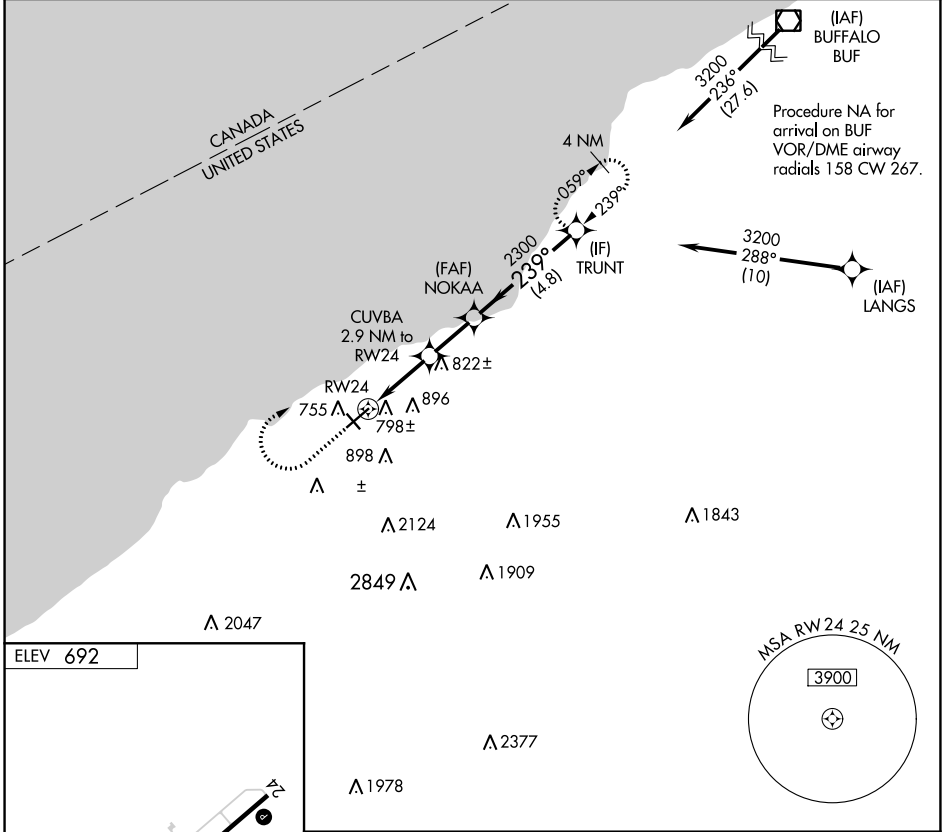 (IAF)
BUFFALO
BUF
3200
236°
(27.6)
Procedure NA for
arrival on BUF
VOR/DME airway
radials 158 CW 267.
CANADA
UNITED STATES
4 NM
059°
239°
(IF)
TRUNT
2300
239°
(4.8)
3200
288°
(10)
(IAF)
LANGS
(FAF)
NOKAA
CUVBA
2.9 NM to
RW24
822±
RW24
755
896
798±
898
±
2124
1955
1843
2849
1909
2047
MSA RW24 25 NM
3900
ELEV 692
2377
1978
24
P